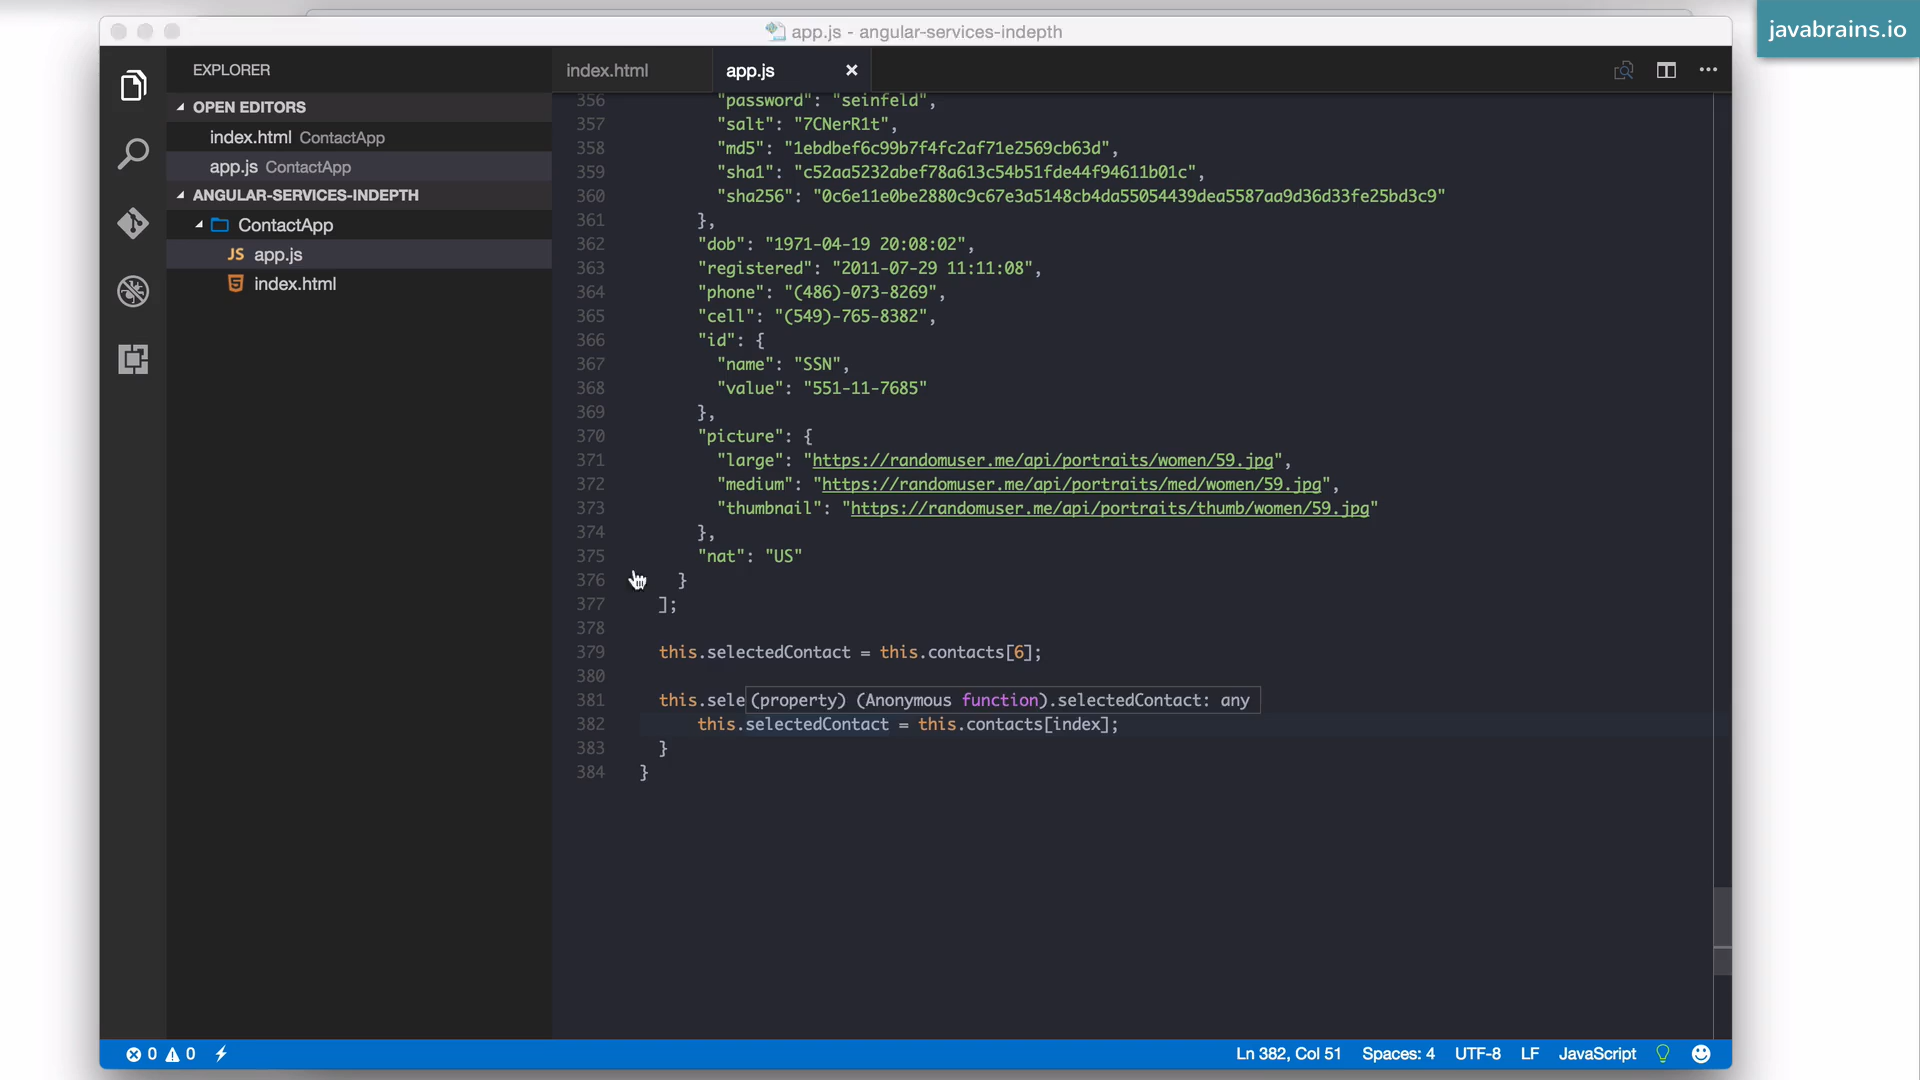 app.js - angular-services-indepth
javabrains.io
EXPLORER
OPEN EDITORS
index.html ContactApp
app.js ContactApp
ANGULAR-SERVICES-INDEPTH
ContactApp
JS app.js
index.html
index.html app.js
356 "password": "seinfeld",
357 "salt": "7CNerR1t",
358 "md5": "1ebdbef6c99b7f4fc2af71e2569cb63d",
359 "sha1": "c52aa5232abef78a613c54b51fde44f94611b01c",
360 "sha256": "0c6e11e0be2880c9c67e3a5148cb4da55054439dea5587aa9d36d33fe25bd3c9"
361 },
362 "dob": "1971-04-19 20:08:02",
363 "registered": "2011-07-29 11:11:08",
364 "phone": "(486)-073-8269",
365 "cell": "(549)-765-8382",
366 "id": {
367 "name": "SSN",
368 "value": "551-11-7685"
369 },
370 "picture": {
371 "large": "https://randomuser.me/api/portraits/women/59.jpg",
372 "medium": "https://randomuser.me/api/portraits/med/women/59.jpg",
373 "thumbnail": "https://randomuser.me/api/portraits/thumb/women/59.jpg"
374 },
375 "nat": "US"
376 }
377 ];
378
379 this.selectedContact = this.contacts[6];
380
381 this.sele (property) (Anonymous function).selectedContact: any
382 this.selectedContact = this.contacts[index];
383 }
384 }
0 0 Ln 382, Col 51 Spaces: 4 UTF-8 LF JavaScript